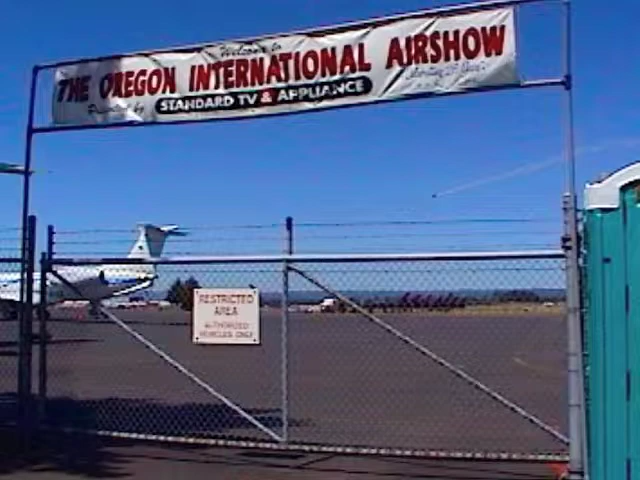 Welcome to
THE OREGON INTERNATIONAL AIRSHOW
Presented by STANDARD TV & APPLIANCE
RESTRICTED
AREA
AUTHORIZED
VEHICLES ONLY